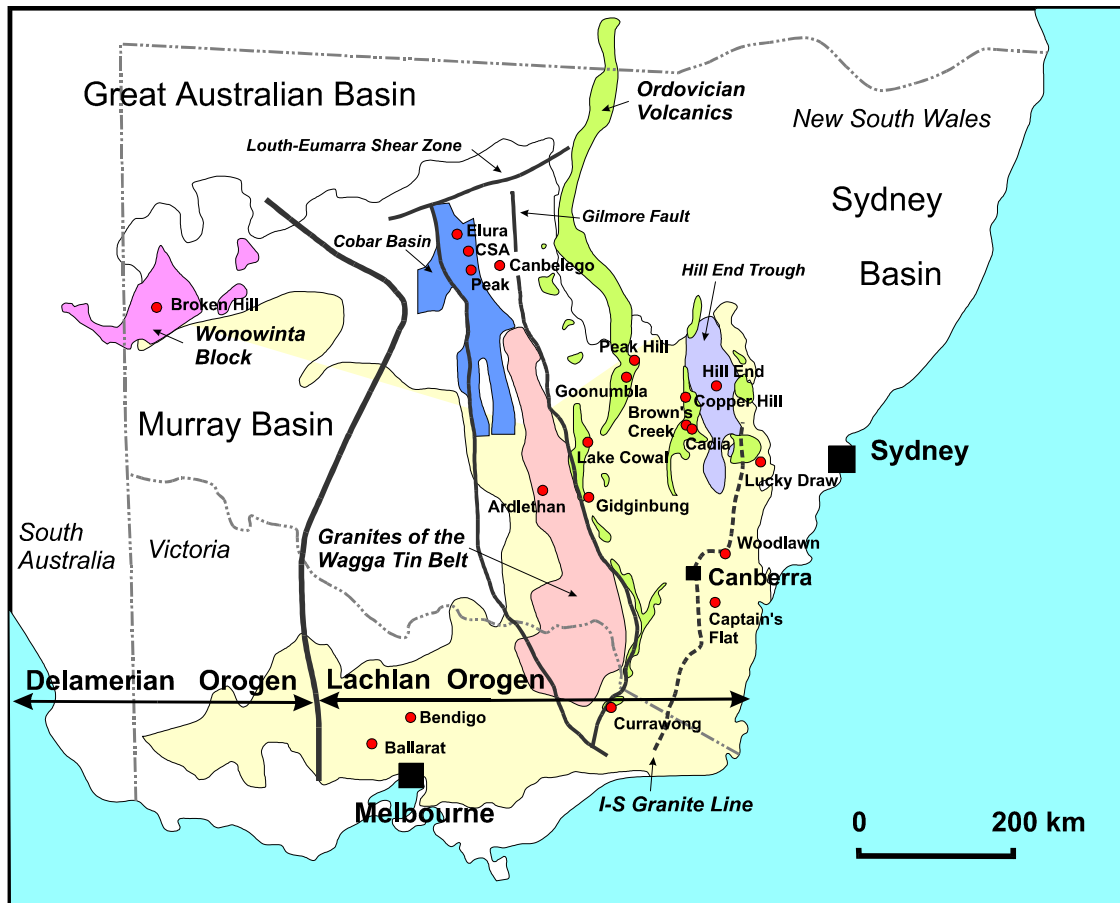 Great Australian Basin
Ordovician
Volcanics
New South Wales
Louth-Eumarra Shear Zone
Sydney
Basin
Gilmore Fault
Elura
Cobar Basin
CSA
Canbelego
Peak
Hill End Trough
Broken Hill
Wonowinta
Block
Peak Hill
Hill End
Goonumbla
Copper Hill
Brown's
Creek
Cadia
Murray Basin
Sydney
Lake Cowal
Lucky Draw
Ardlethan
Gidginbung
South
Australia
Victoria
Granites of the
Wagga Tin Belt
Woodlawn
Canberra
Captain's
Flat
Delamerian Orogen
Lachlan Orogen
Bendigo
Currawong
Ballarat
Melbourne
I-S Granite Line
0
200 km